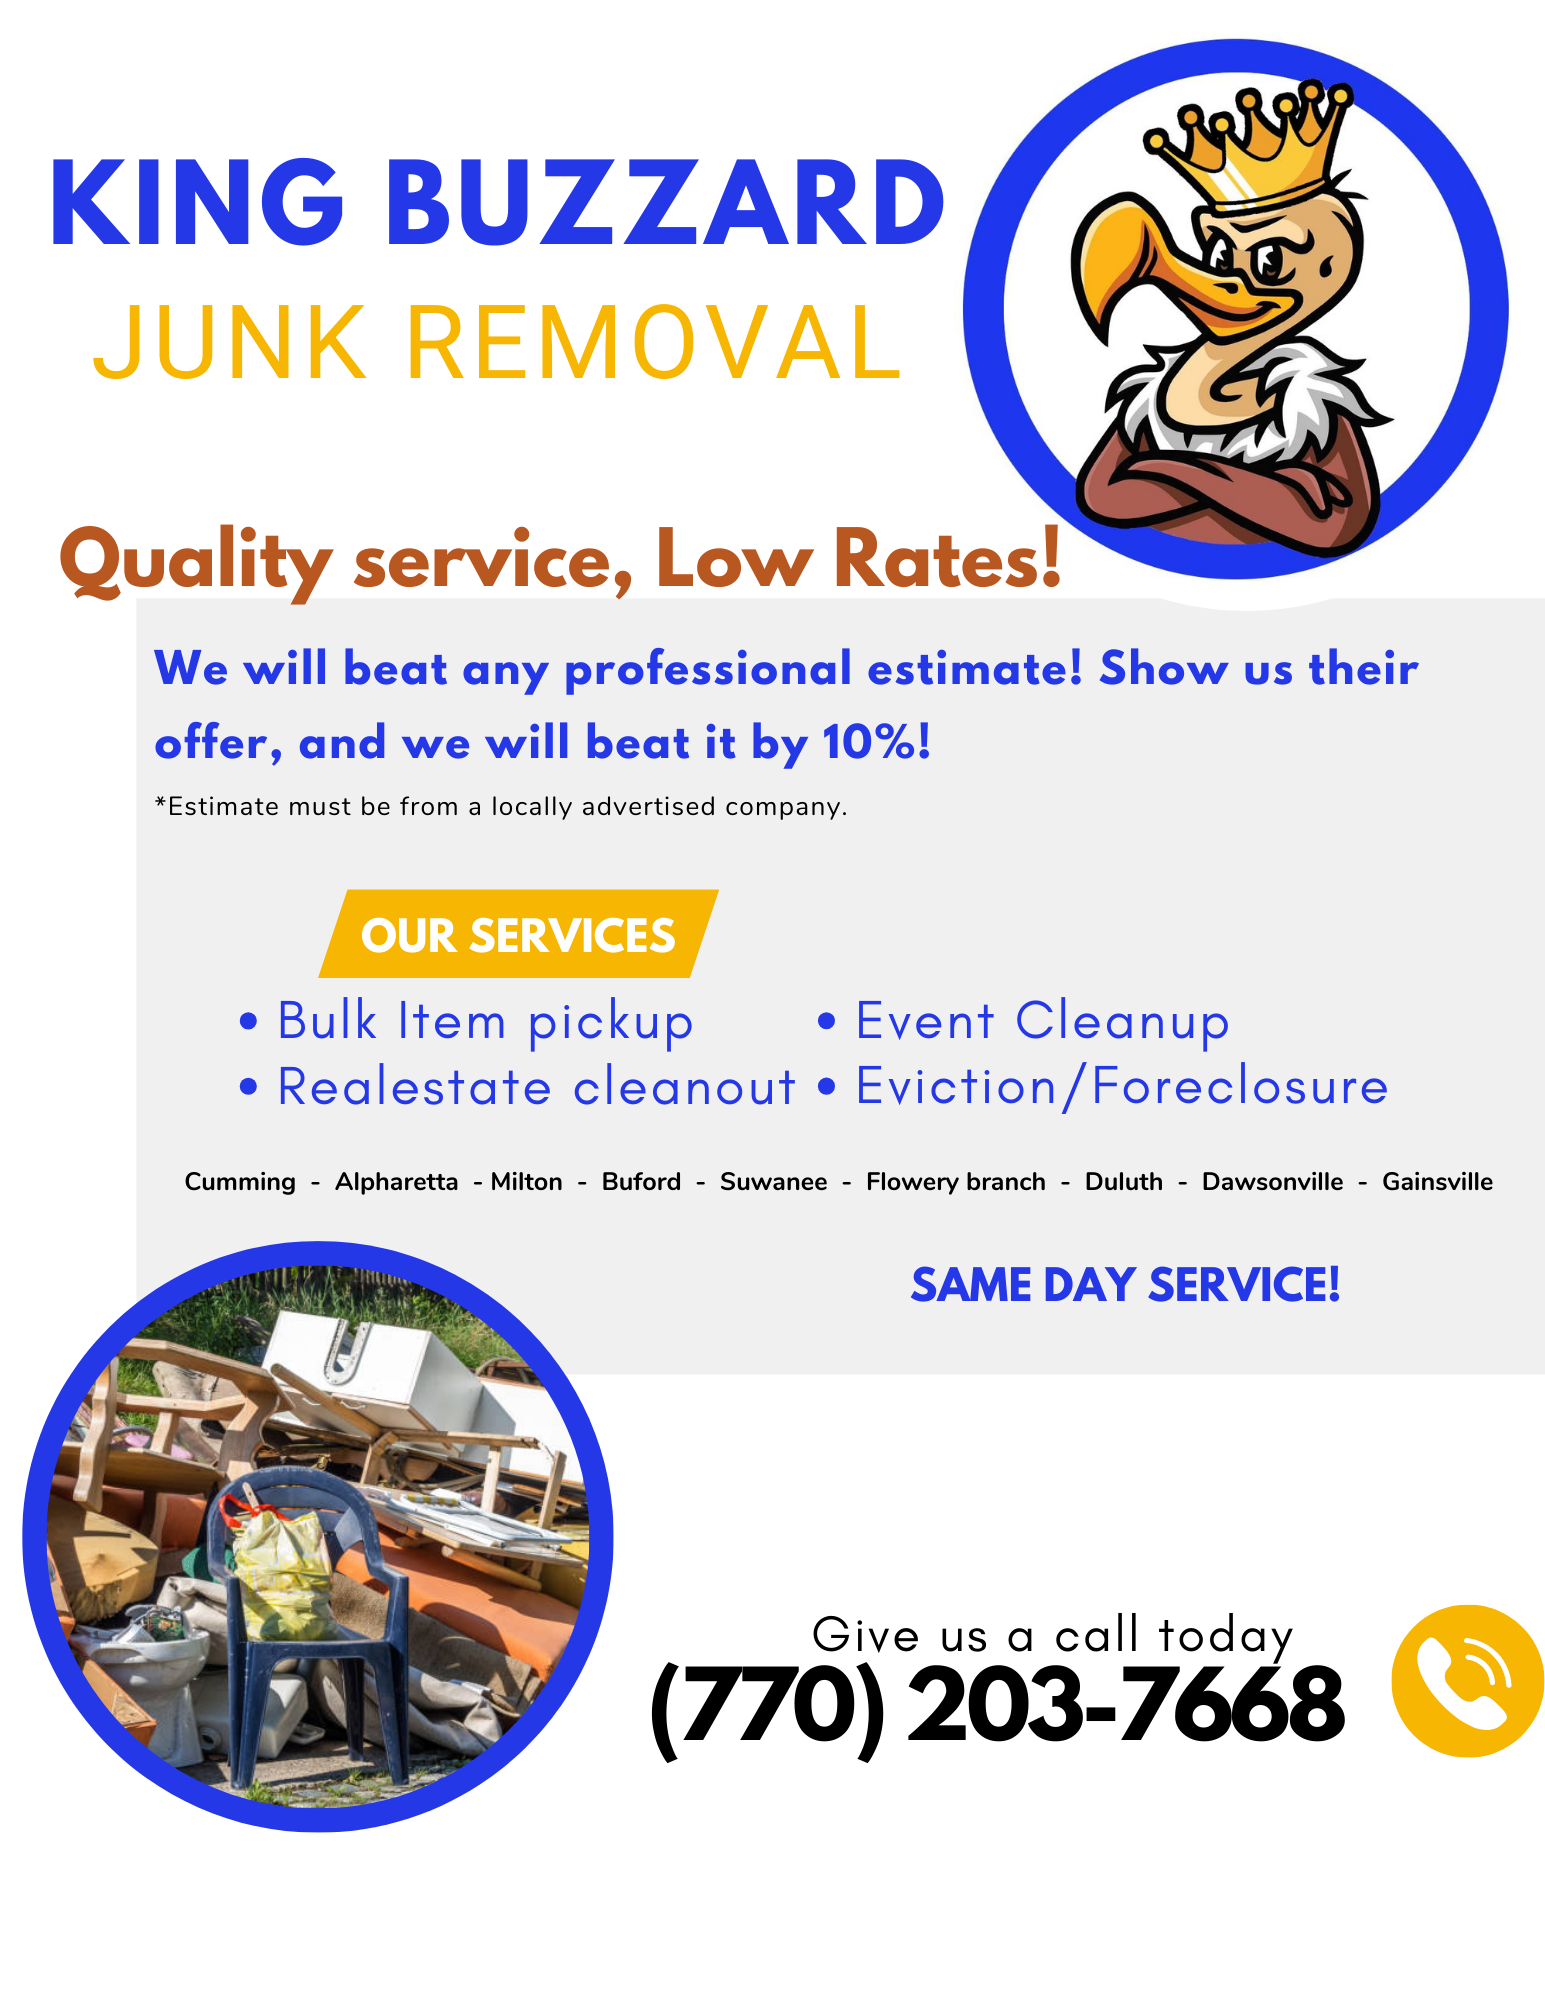 KING BUZZARD
JUNK REMOVAL
Quality service, Low Rates!
We will beat any professional estimate! Show us their
offer, and we will beat it by 10%!
*Estimate must be from a locally advertised company.
OUR SERVICES
• Bulk Item pickup
• Realestate cleanout
• Event Cleanup
• Eviction/Foreclosure
Cumming - Alpharetta - Milton - Buford - Suwanee - Flowery branch - Duluth - Dawsonville - Gainsville
SAME DAY SERVICE!
Give us a call today
(770) 203-7668